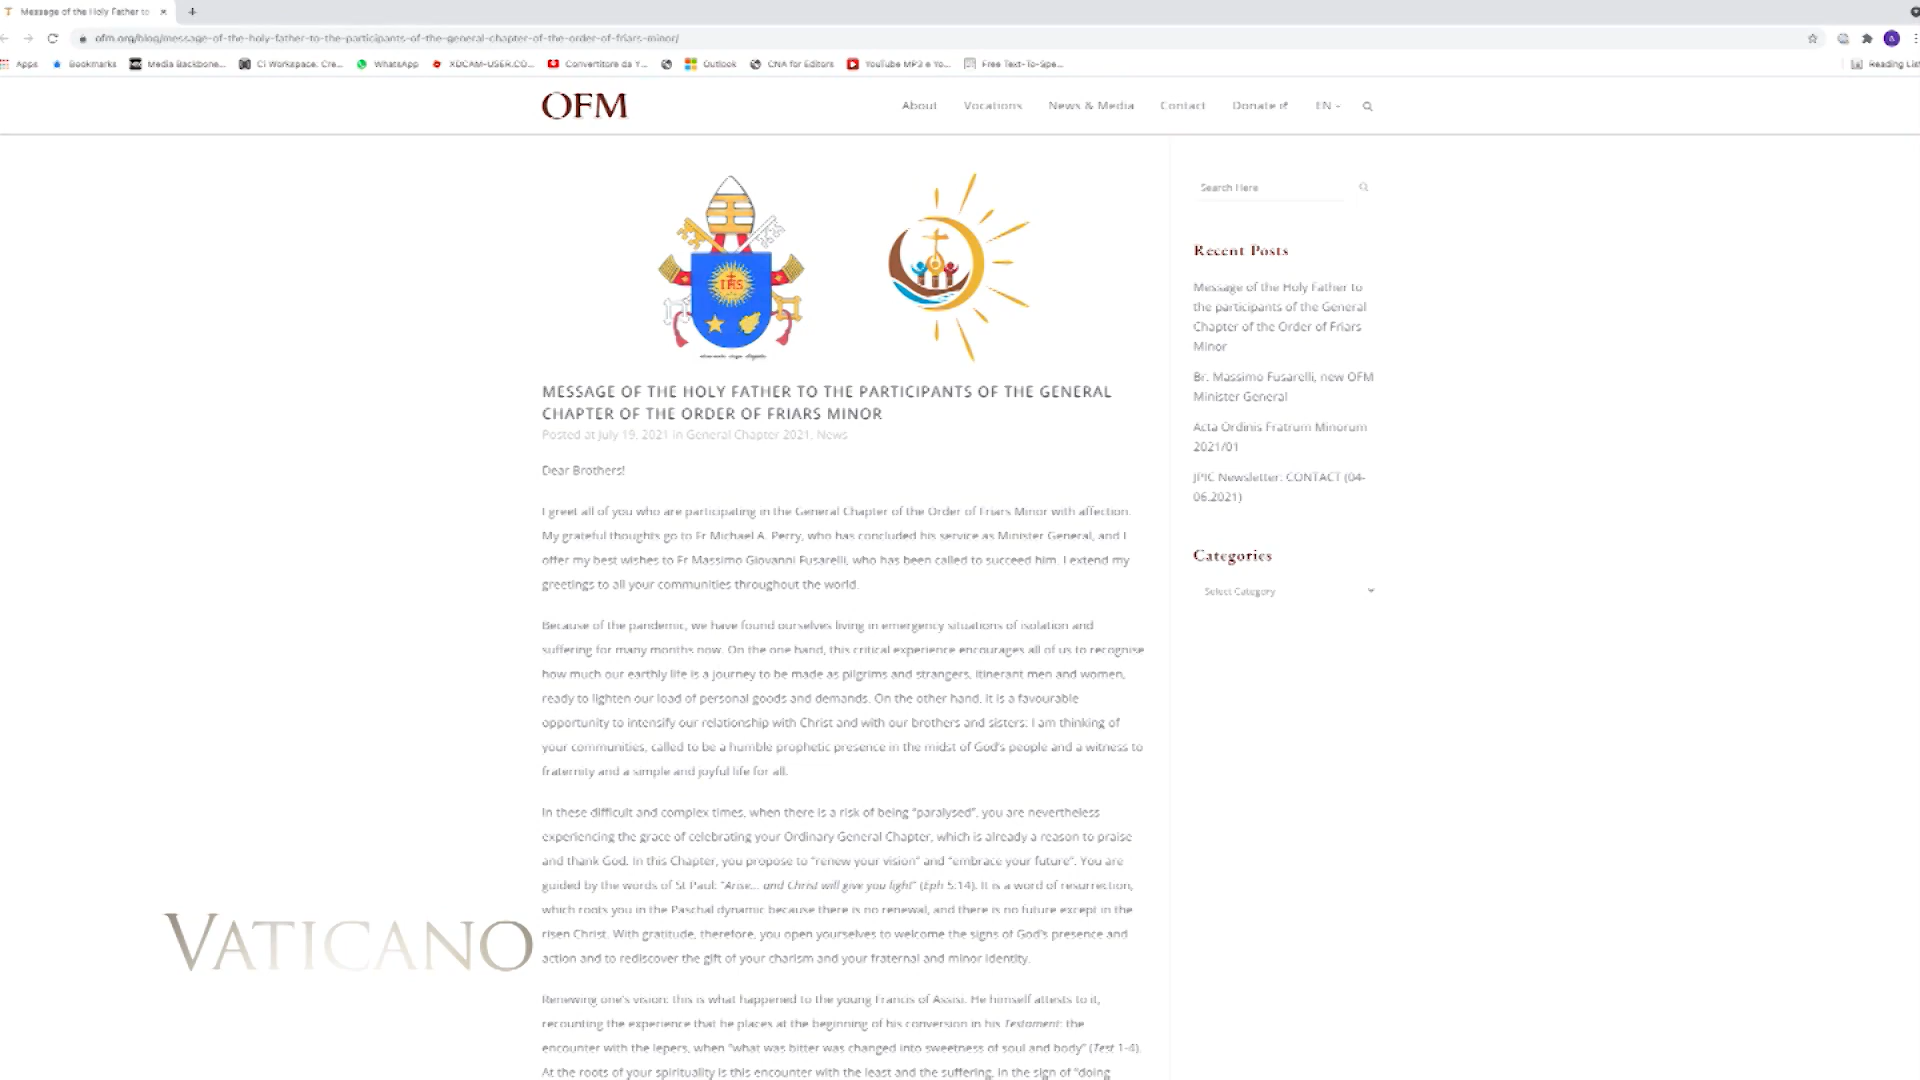 Message of the Holy Father to
ofm.org/blog/message-of-the-holy-father-to-the-participants-of-the-general-chapter-of-the-order-of-friars-minor/
Apps Bookmarks Media Backbone... Ci Workspace. Cre... WhatsApp XDCAM-USER.CO... Convertitore da Y... Outlook CNA for Editors YouTube MP3 e Yo... Free Text-To-Spe... Reading List
OFM
About Vocations News & Media Contact Donate EN
IHS
MESSAGE OF THE HOLY FATHER TO THE PARTICIPANTS OF THE GENERAL
CHAPTER OF THE ORDER OF FRIARS MINOR
Posted at July 19, 2021 in General Chapter 2021, News
Dear Brothers!
I greet all of you who are participating in the General Chapter of the Order of Friars Minor with affection.
My grateful thoughts go to Fr Michael A. Perry, who has concluded his service as Minister General, and I
offer my best wishes to Fr Massimo Giovanni Fusarelli, who has been called to succeed him. I extend my
greetings to all your communities throughout the world.
Because of the pandemic, we have found ourselves living in emergency situations of isolation and
suffering for many months now. On the one hand, this critical experience encourages all of us to recognise
how much our earthly life is a journey to be made as pilgrims and strangers, itinerant men and women,
ready to lighten our load of personal goods and demands. On the other hand, it is a favourable
opportunity to intensify our relationship with Christ and with our brothers and sisters: I am thinking of
your communities, called to be a humble prophetic presence in the midst of God's people and a witness to
fraternity and a simple and joyful life for all.
In these difficult and complex times, when there is a risk of being "paralysed", you are nevertheless
experiencing the grace of celebrating your Ordinary General Chapter, which is already a reason to praise
and thank God. In this Chapter, you propose to "renew your vision" and "embrace your future". You are
guided by the words of St Paul: "Arise... and Christ will give you light" (Eph 5:14). It is a word of resurrection,
which roots you in the Paschal dynamic because there is no renewal, and there is no future except in the
risen Christ. With gratitude, therefore, you open yourselves to welcome the signs of God's presence and
action and to rediscover the gift of your charism and your fraternal and minor identity.
Renewing one's vision: this is what happened to the young Francis of Assisi. He himself attests to it,
recounting the experience that he places at the beginning of his conversion in his Testament: the
encounter with the lepers, when "what was bitter was changed into sweetness of soul and body" (Test 1-4).
At the roots of your spirituality is this encounter with the least and the suffering, in the sign of "doing
Search Here
Recent Posts
Message of the Holy Father to
the participants of the General
Chapter of the Order of Friars
Minor
Br. Massimo Fusarelli, new OFM
Minister General
Acta Ordinis Fratrum Minorum
2021/01
JPIC Newsletter: CONTACT (04-
06.2021)
Categories
Select Category
VATICANO